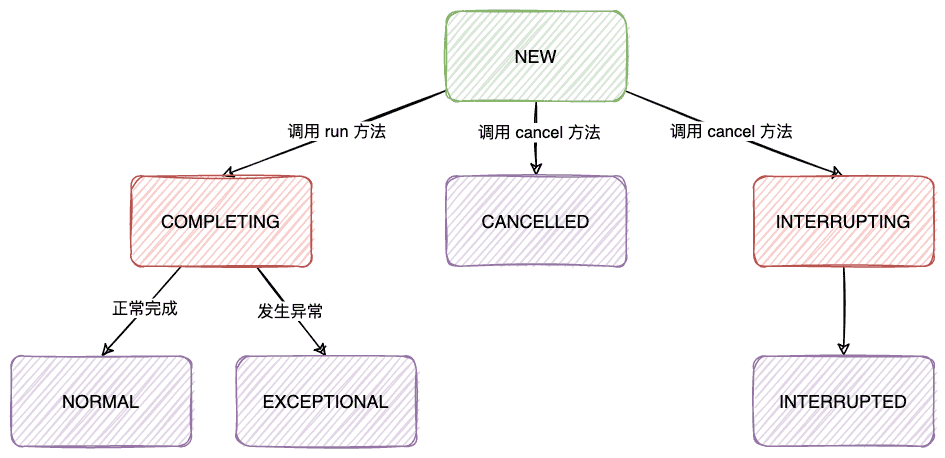 NEW
调用 run 方法
调用 cancel 方法
调用 cancel 方法
COMPLETING
CANCELLED
INTERRUPTING
正常完成
发生异常
NORMAL
EXCEPTIONAL
INTERRUPTED